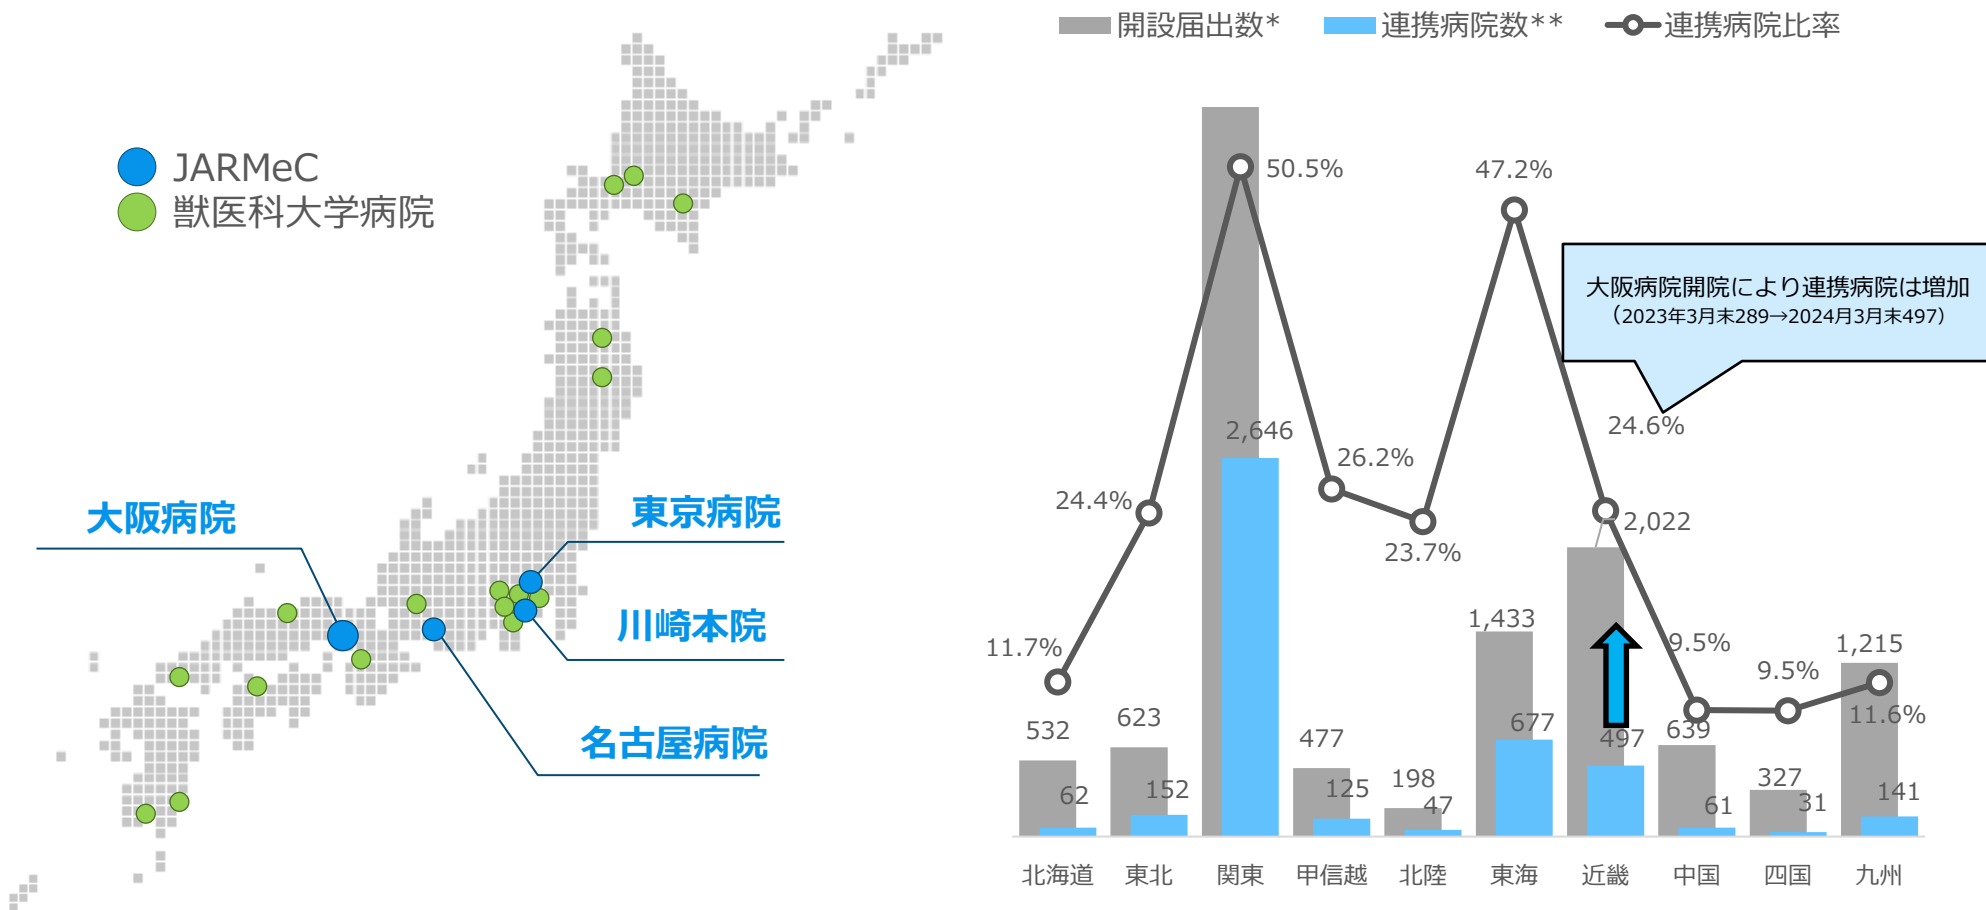 JARMeC
獣医科大学病院
大阪病院
東京病院
川崎本院
名古屋病院
開設届出数*
連携病院数**
連携病院比率
大阪病院開院により連携病院は増加
（2023年3月末289→2024月3月末497）
11.7%
24.4%
50.5%
26.2%
23.7%
47.2%
24.6%
9.5%
9.5%
11.6%
532
623
477
198
1,433
2,022
639
327
1,215
62
152
2,646
125
47
677
497
61
31
141
北海道
東北
関東
甲信越
北陸
東海
近畿
中国
四国
九州